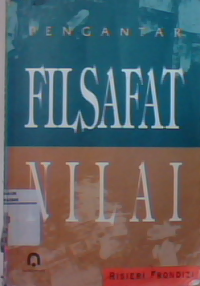 PENGANTAR
FILSAFAT
NILAI
RISIERI FRONDIZI